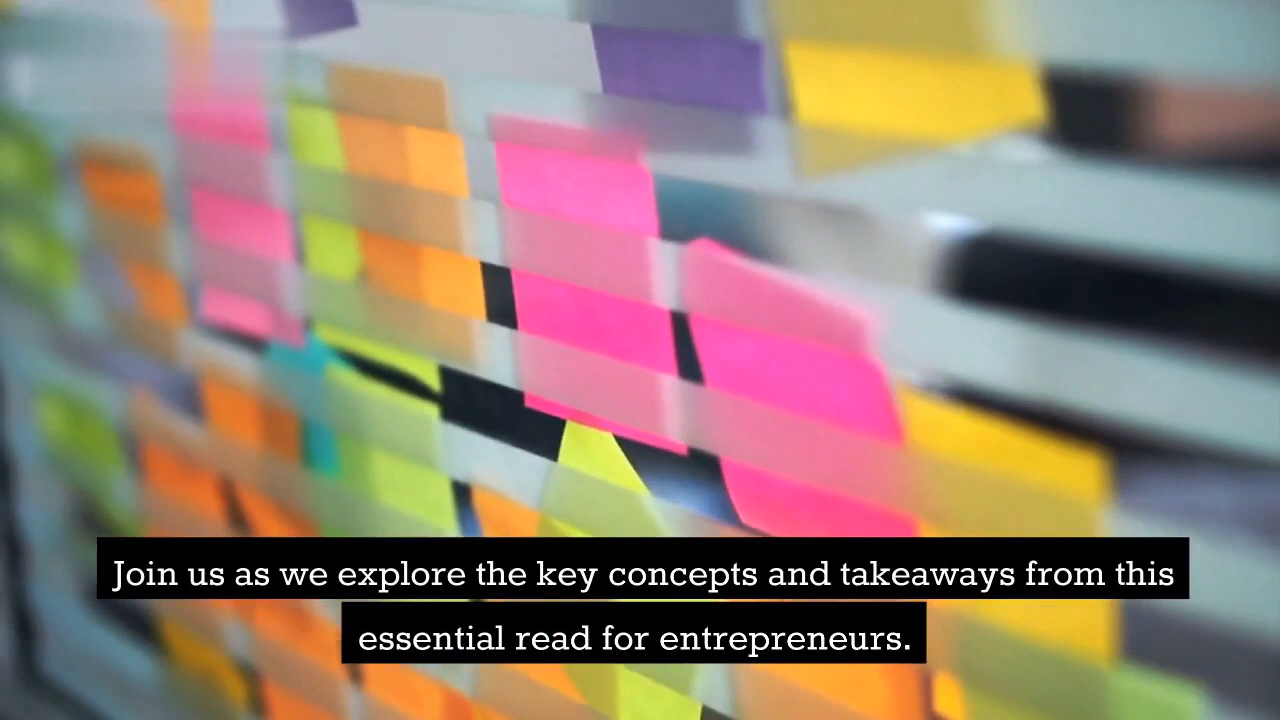 Join us as we explore the key concepts and takeaways from this
essential read for entrepreneurs.